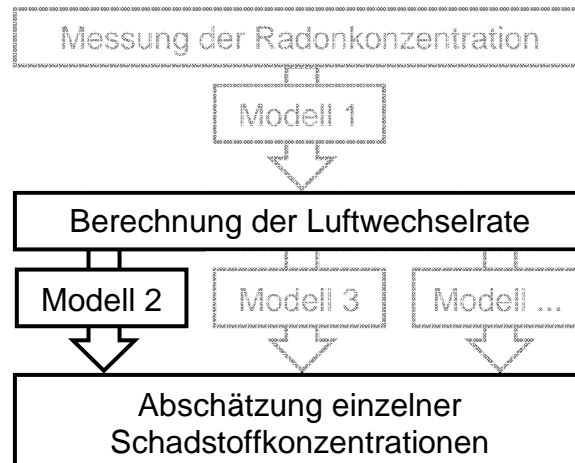 Messung der Radonkonzentration
Modell 1
Berechnung der Luftwechselrate
Modell 2
Modell 3
Modell ...
Abschätzung einzelner
Schadstoffkonzentrationen